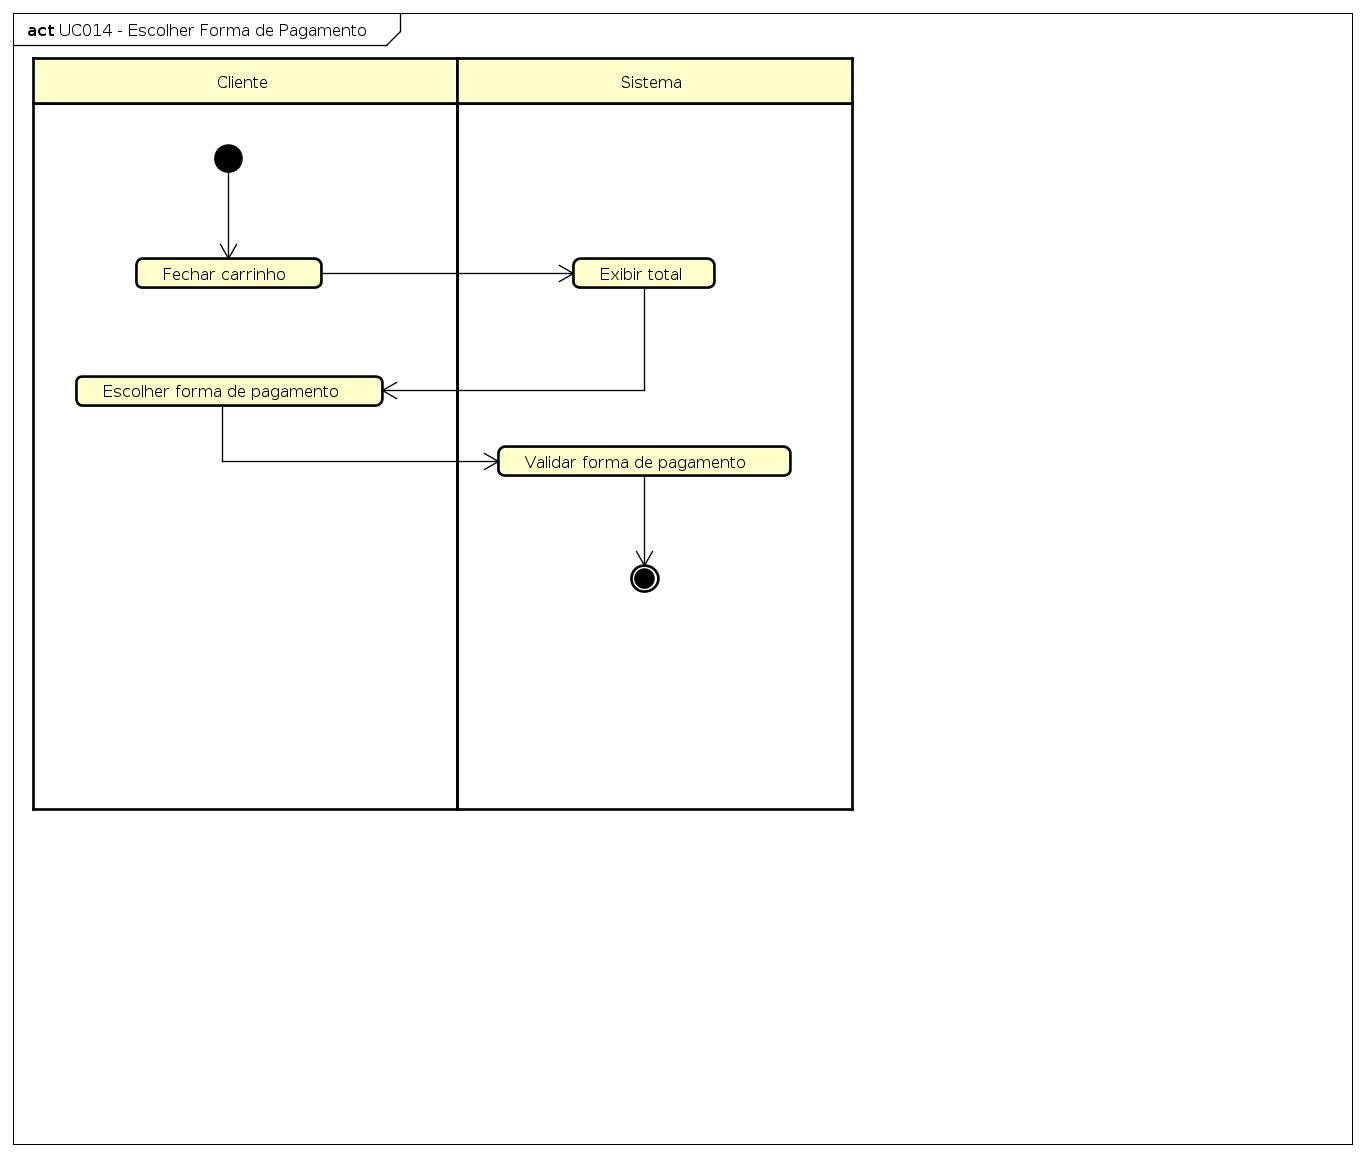 act UC014 - Escolher Forma de Pagamento
Cliente
Sistema
Fechar carrinho
Exibir total
Escolher forma de pagamento
Validar forma de pagamento